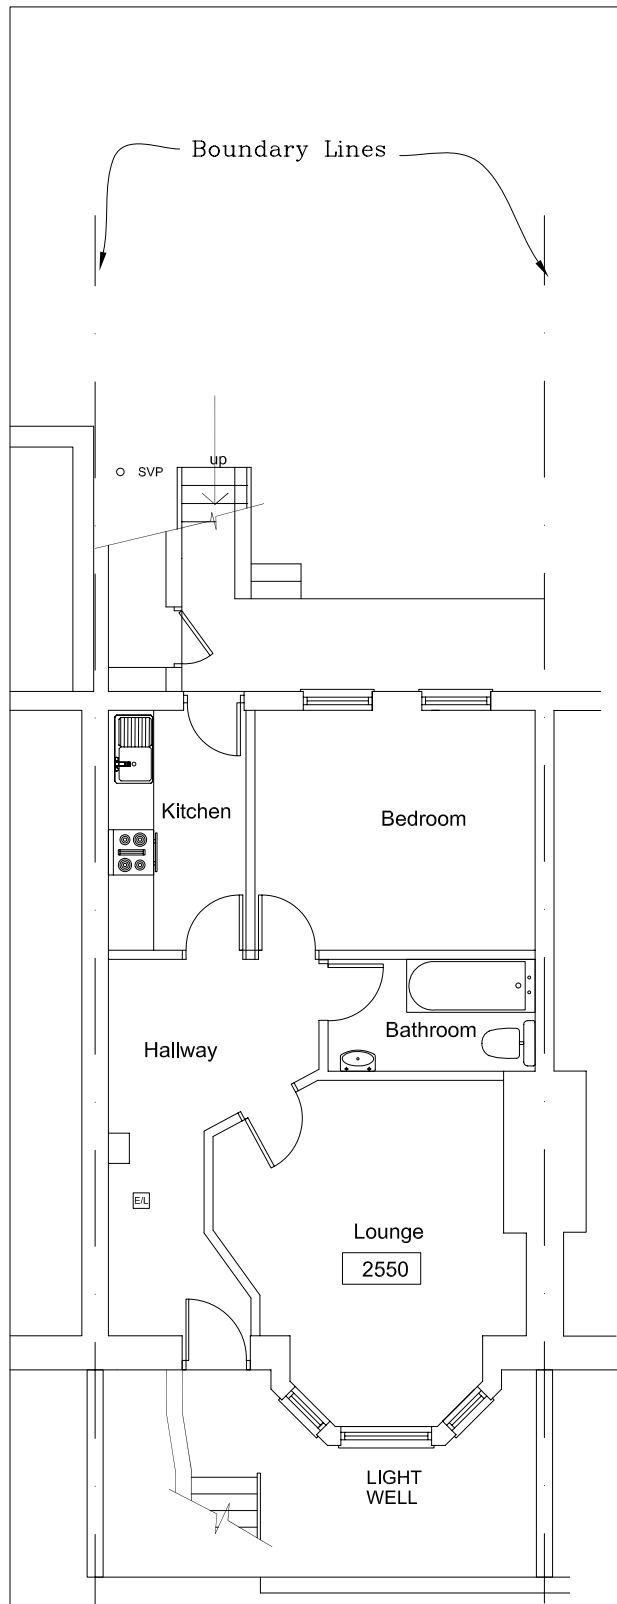 Boundary Lines
up
SVP
Kitchen
Bedroom
Bathroom
Hallway
E/L
Lounge
2550
LIGHT
WELL